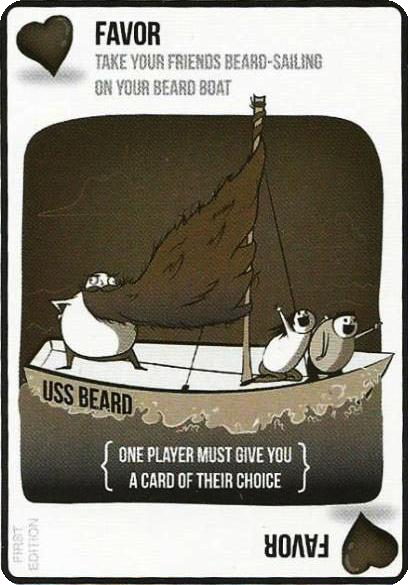 FAVOR
TAKE YOUR FRIENDS BEARD-SAILING
ON YOUR BEARD BOAT
USS BEARD
{ ONE PLAYER MUST GIVE YOU
A CARD OF THEIR CHOICE }
FIRST
EDITION
FAVOR